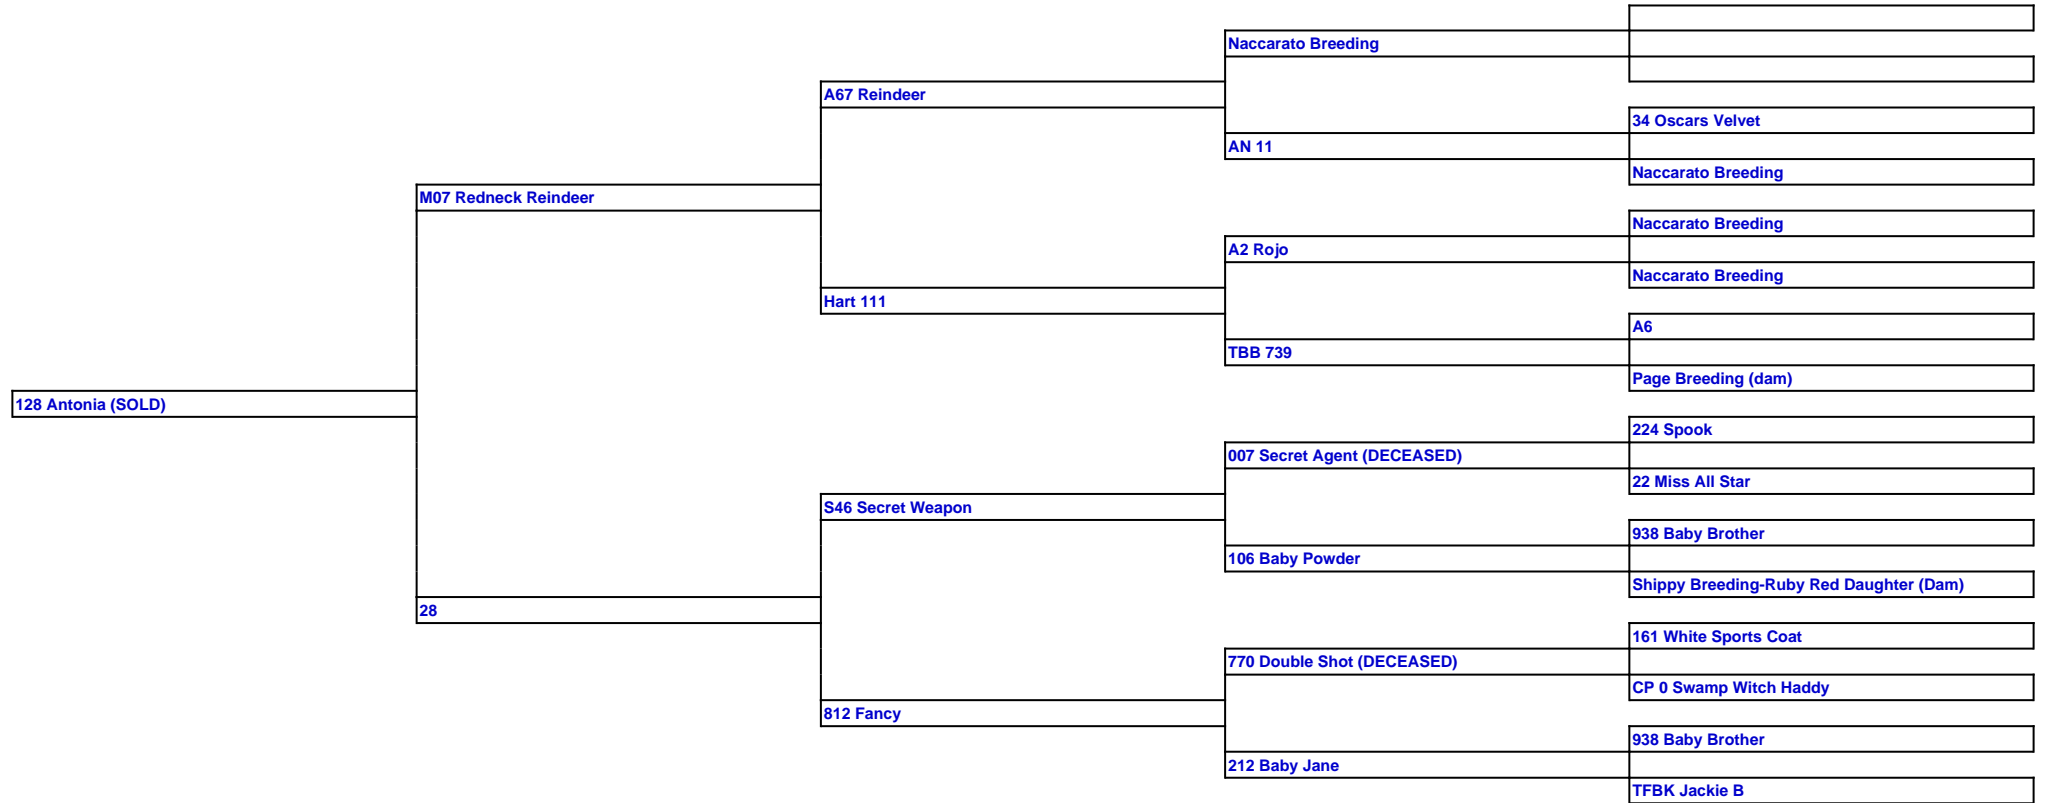 Naccarato Breeding
A67 Reindeer
34 Oscars Velvet
AN 11
Naccarato Breeding
M07 Redneck Reindeer
Naccarato Breeding
A2 Rojo
Naccarato Breeding
Hart 111
A6
TBB 739
Page Breeding (dam)
128 Antonia (SOLD)
224 Spook
007 Secret Agent (DECEASED)
22 Miss All Star
S46 Secret Weapon
938 Baby Brother
106 Baby Powder
Shippy Breeding-Ruby Red Daughter (Dam)
28
161 White Sports Coat
770 Double Shot (DECEASED)
CP 0 Swamp Witch Haddy
812 Fancy
938 Baby Brother
212 Baby Jane
TFBK Jackie B